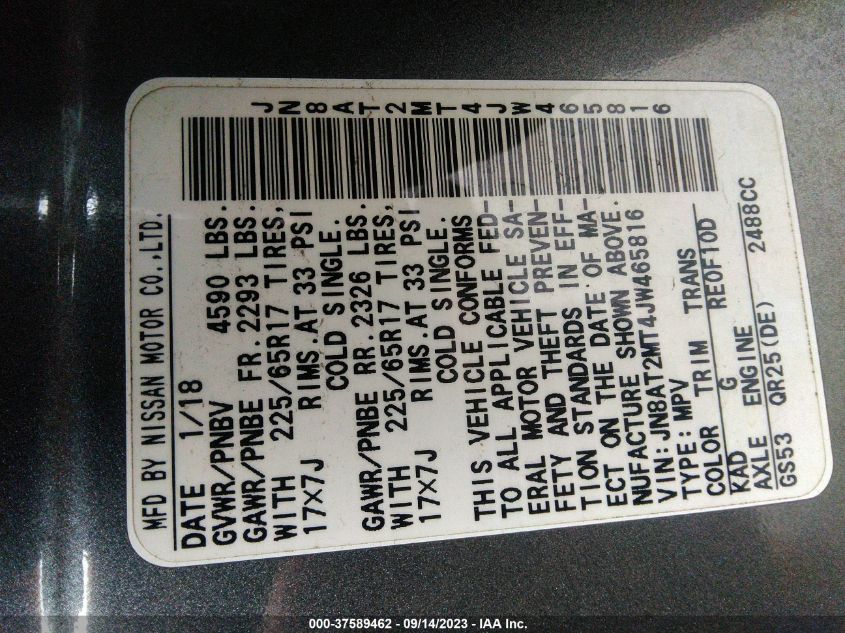 MFD BY NISSAN MOTOR CO.,LTD.
JN8AT2MT4JW465816
DATE 1/18
GVWR/PNBV 4590 LBS.
GAWR/PNBE FR. 2293 LBS.
WITH 225/65R17 TIRES,
17X7J RIMS.AT 33 PSI
COLD SINGLE.
GAWR/PNBE RR. 2326 LBS.
WITH 225/65R17 TIRES,
17X7J RIMS.AT 33 PSI
COLD SINGLE.
THIS VEHICLE CONFORMS
TO ALL APPLICABLE FED-
ERAL MOTOR VEHICLE SA-
FETY AND THEFT PREVEN-
TION STANDARDS IN EFF-
ECT ON THE DATE OF MA-
NUFACTURE SHOWN ABOVE.
VIN:JN8AT2MT4JW465816
TYPE:MPV
COLOR TRIM TRANS
KAD G RE0F10D
AXLE ENGINE
GS53 QR25(DE) 2488CC
000-37589462 - 09/14/2023 - IAA Inc.